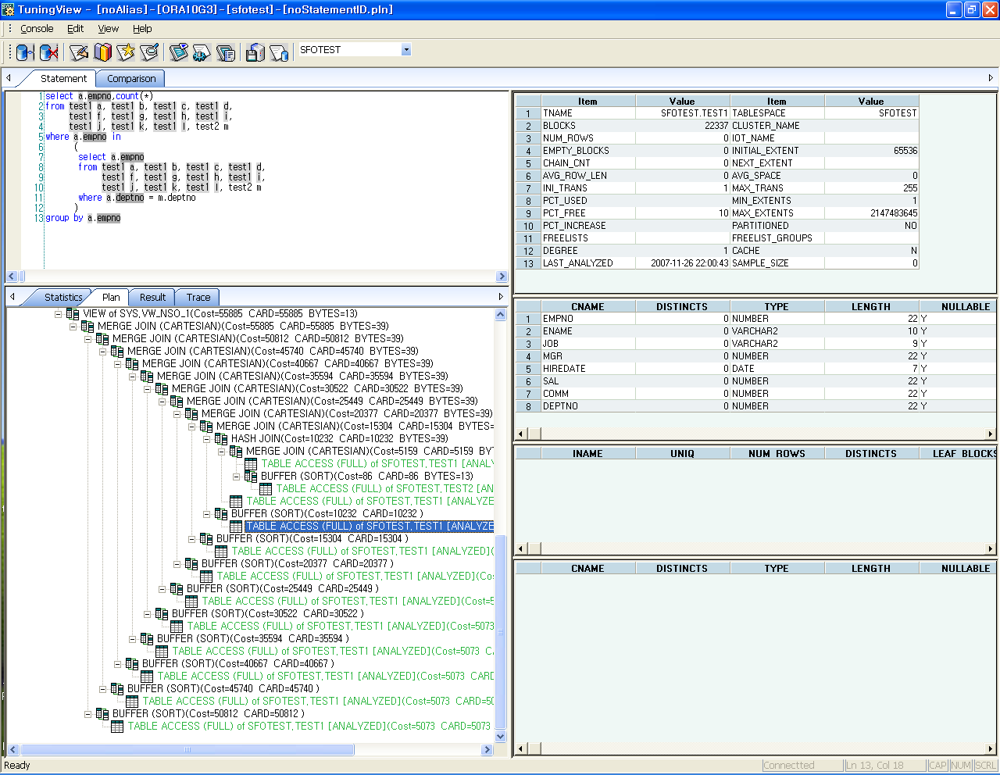 TuningView - [noAlias]-[ORA10G3]-[sfotest]-[noStatementID.pln]
Console Edit View Help
SFOTEST
Statement Comparison
1 select a.empno,count(*)
2 from test1 a, test1 b, test1 c, test1 d,
3 test1 f, test1 g, test1 h, test1 i,
4 test1 j, test1 k, test1 l, test2 m
5 where a.empno in
6 (
7 select a.empno
8 from test1 a, test1 b, test1 c, test1 d,
9 test1 f, test1 g, test1 h, test1 i,
10 test1 j, test1 k, test1 l, test2 m
11 where a.deptno = m.deptno
12 )
13 group by a.empno
Statistics Plan Result Trace
VIEW of SYS.VW_NSO_1(Cost=55885 CARD=55885 BYTES=13)
MERGE JOIN (CARTESIAN)(Cost=55885 CARD=55885 BYTES=39)
MERGE JOIN (CARTESIAN)(Cost=50812 CARD=50812 BYTES=39)
MERGE JOIN (CARTESIAN)(Cost=45740 CARD=45740 BYTES=39)
MERGE JOIN (CARTESIAN)(Cost=40667 CARD=40667 BYTES=39)
MERGE JOIN (CARTESIAN)(Cost=35594 CARD=35594 BYTES=39)
MERGE JOIN (CARTESIAN)(Cost=30522 CARD=30522 BYTES=39)
MERGE JOIN (CARTESIAN)(Cost=25449 CARD=25449 BYTES=39)
MERGE JOIN (CARTESIAN)(Cost=20377 CARD=20377 BYTES=39)
MERGE JOIN (CARTESIAN)(Cost=15304 CARD=15304 BYTES=
HASH JOIN(Cost=10232 CARD=10232 BYTES=39)
MERGE JOIN (CARTESIAN)(Cost=5159 CARD=5159 BYT
TABLE ACCESS (FULL) of SFOTEST.TEST1 [ANALY
BUFFER (SORT)(Cost=86 CARD=86 BYTES=13)
TABLE ACCESS (FULL) of SFOTEST.TEST2 [AN
TABLE ACCESS (FULL) of SFOTEST.TEST1 [ANALYZE
BUFFER (SORT)(Cost=10232 CARD=10232 )
TABLE ACCESS (FULL) of SFOTEST.TEST1 [ANALYZE
BUFFER (SORT)(Cost=15304 CARD=15304 )
TABLE ACCESS (FULL) of SFOTEST.TEST1 [ANALYZED](
BUFFER (SORT)(Cost=20377 CARD=20377 )
TABLE ACCESS (FULL) of SFOTEST.TEST1 [ANALYZED](Co
BUFFER (SORT)(Cost=25449 CARD=25449 )
TABLE ACCESS (FULL) of SFOTEST.TEST1 [ANALYZED](Cost=5
BUFFER (SORT)(Cost=30522 CARD=30522 )
TABLE ACCESS (FULL) of SFOTEST.TEST1 [ANALYZED](Cost=5073
BUFFER (SORT)(Cost=35594 CARD=35594 )
TABLE ACCESS (FULL) of SFOTEST.TEST1 [ANALYZED](Cost=5073 C
BUFFER (SORT)(Cost=40667 CARD=40667 )
TABLE ACCESS (FULL) of SFOTEST.TEST1 [ANALYZED](Cost=5073 CARD
BUFFER (SORT)(Cost=45740 CARD=45740 )
TABLE ACCESS (FULL) of SFOTEST.TEST1 [ANALYZED](Cost=5073 CARD=5073
BUFFER (SORT)(Cost=50812 CARD=50812 )
TABLE ACCESS (FULL) of SFOTEST.TEST1 [ANALYZED](Cost=5073 CARD=5073
Item Value Item Value
1 TNAME SFOTEST.TEST1 TABLESPACE SFOTEST
2 BLOCKS 22337 CLUSTER_NAME
3 NUM_ROWS 0 IOT_NAME
4 EMPTY_BLOCKS 0 INITIAL_EXTENT 65536
5 CHAIN_CNT 0 NEXT_EXTENT
6 AVG_ROW_LEN 0 AVG_SPACE 0
7 INI_TRANS 1 MAX_TRANS 255
8 PCT_USED MIN_EXTENTS 1
9 PCT_FREE 10 MAX_EXTENTS 2147483645
10 PCT_INCREASE PARTITIONED NO
11 FREELISTS FREELIST_GROUPS
12 DEGREE 1 CACHE N
13 LAST_ANALYZED 2007-11-26 22:00:43 SAMPLE_SIZE 0
CNAME DISTINCTS TYPE LENGTH NULLABLE
1 EMPNO 0 NUMBER 22 Y
2 ENAME 0 VARCHAR2 10 Y
3 JOB 0 VARCHAR2 9 Y
4 MGR 0 NUMBER 22 Y
5 HIREDATE 0 DATE 7 Y
6 SAL 0 NUMBER 22 Y
7 COMM 0 NUMBER 22 Y
8 DEPTNO 0 NUMBER 22 Y
INAME UNIQ NUM_ROWS DISTINCTS LEAF_BLOCKS
CNAME DISTINCTS TYPE LENGTH NULLABLE
Ready Connectted Ln 13, Col 18 CAP NUM SCRL